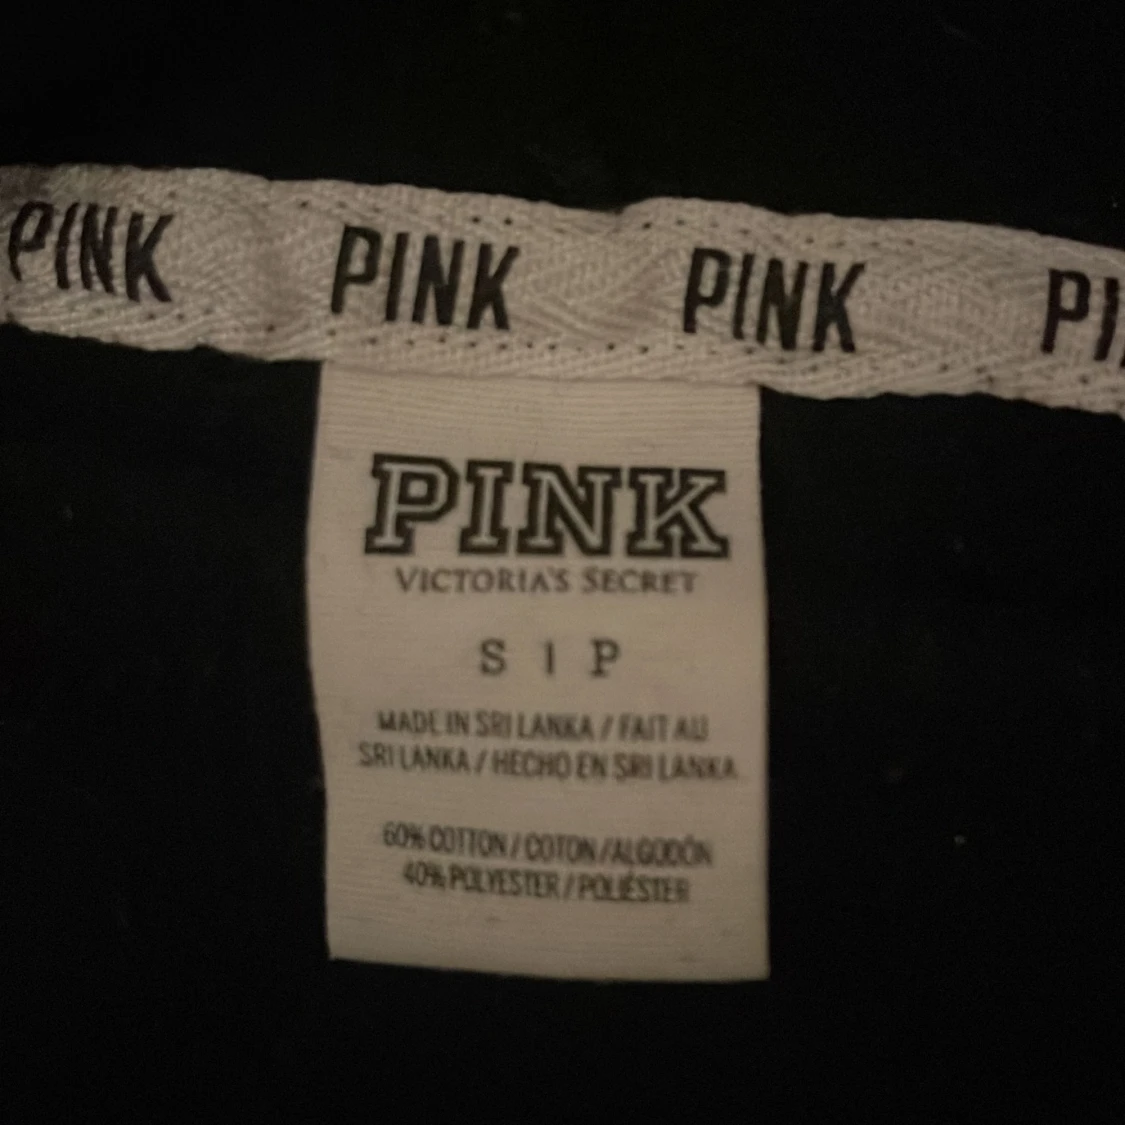 PINK PINK PINK PI
PINK
VICTORIA'S SECRET
S | P
MADE IN SRI LANKA / FAIT AU
SRI LANKA / HECHO EN SRI LANKA
60% COTTON / COTON / ALGODÓN
40% POLYESTER / POLIÉSTER